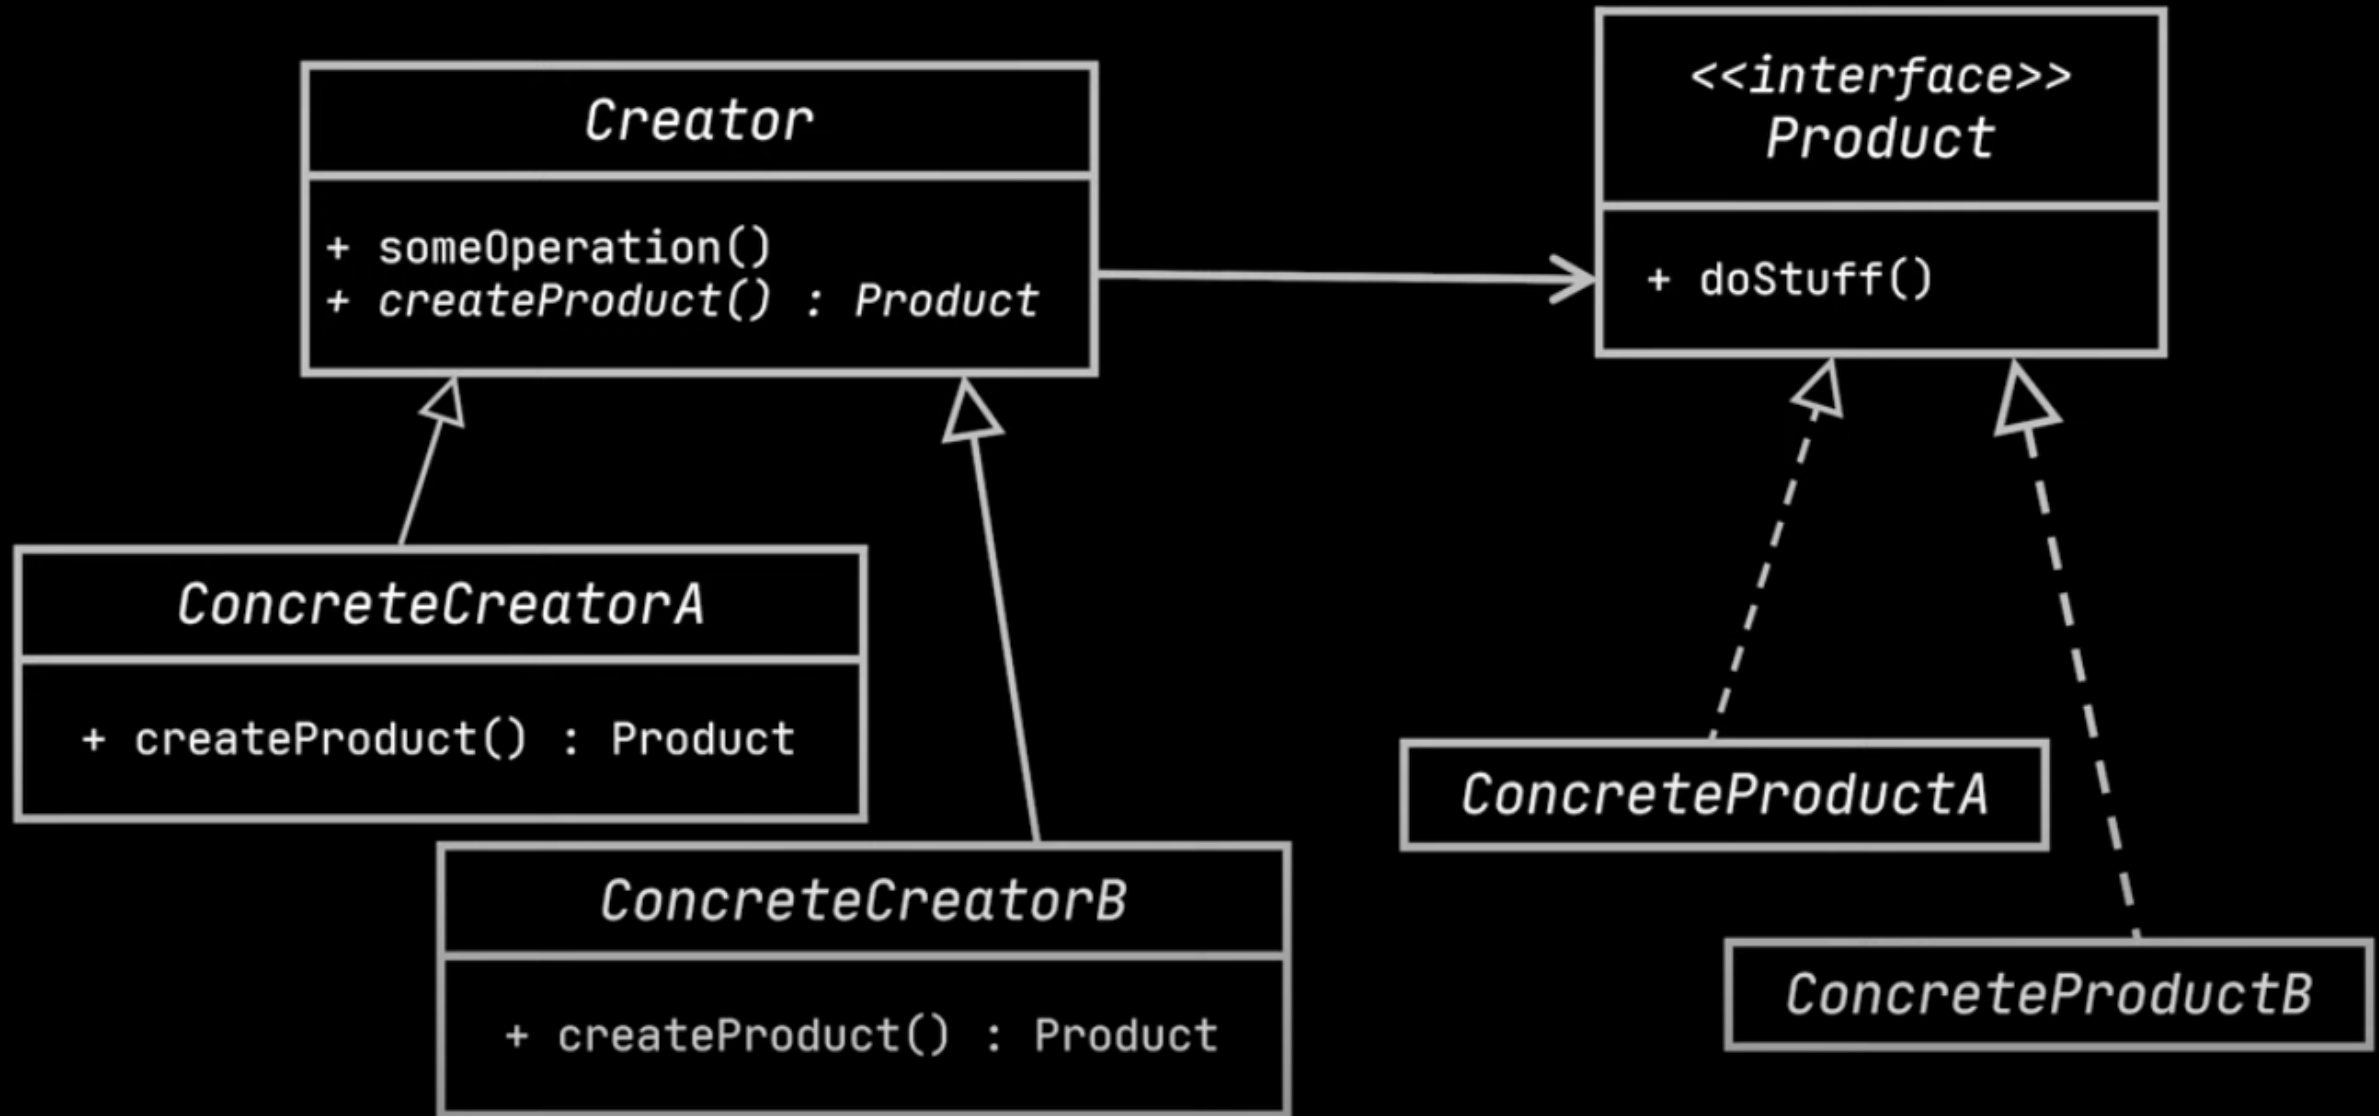 Creator
+ someOperation()
+ createProduct() : Product
<<interface>>
Product
+ doStuff()
ConcreteCreatorA
+ createProduct() : Product
ConcreteCreatorB
+ createProduct() : Product
ConcreteProductA
ConcreteProductB